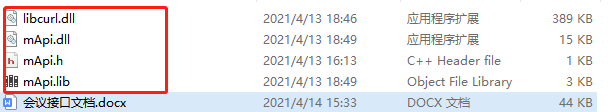 libcurl.dll 2021/4/13 18:46 应用程序扩展 389 KB
mApi.dll 2021/4/13 18:49 应用程序扩展 15 KB
mApi.h 2021/4/13 16:13 C++ Header file 1 KB
mApi.lib 2021/4/13 18:49 Object File Library 3 KB
会议接口文档.docx 2021/4/14 15:33 DOCX 文档 44 KB